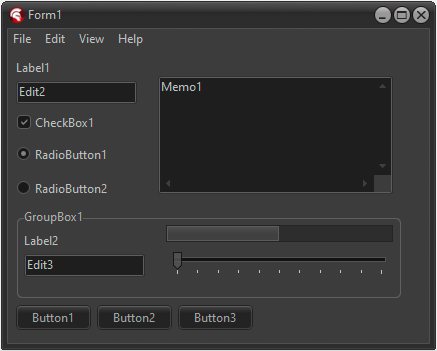 Form1
File Edit View Help
Label1
Edit2
Memo1
CheckBox1
RadioButton1
RadioButton2
GroupBox1
Label2
Edit3
Button1 Button2 Button3